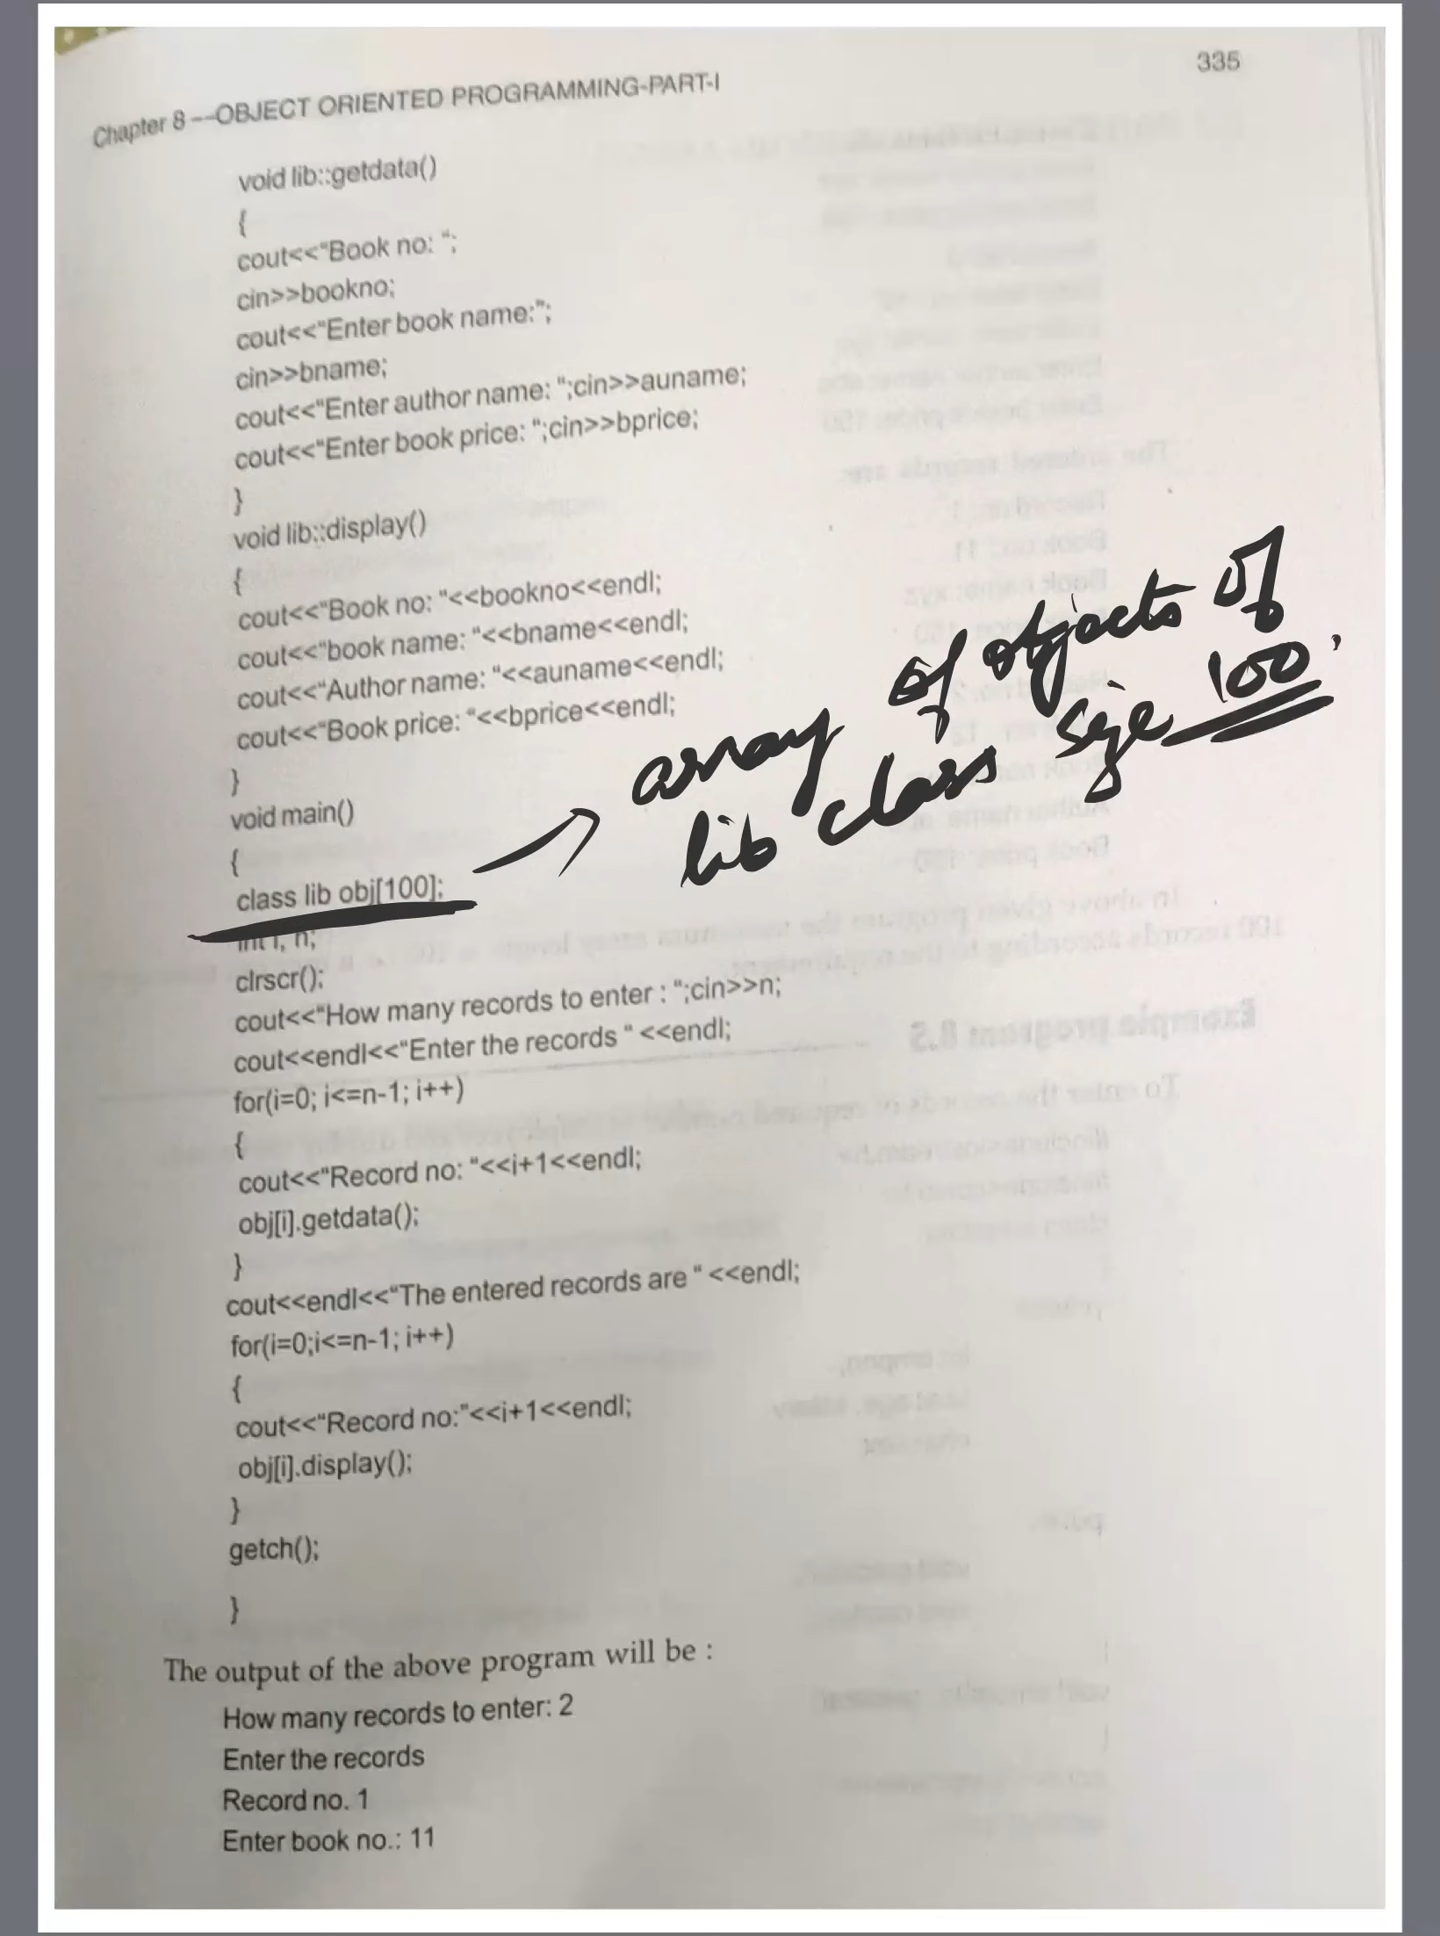 335
Chapter 8 —OBJECT ORIENTED PROGRAMMING-PART-I
void lib::getdata()
{
cout<<"Book no: ";
cin>>bookno;
cout<<"Enter book name:";
cin>>bname;
cout<<"Enter author name: ";cin>>auname;
cout<<"Enter book price: ";cin>>bprice;
}
void lib::display()
{
cout<<"Book no: "<<bookno<<endl;
cout<<"book name: "<<bname<<endl;
cout<<"Author name: "<<auname<<endl;
cout<<"Book price: "<<bprice<<endl;
}
void main()
{
class lib obj[100];
array of objects of
lib class size 100.
int i, n;
clrscr();
cout<<"How many records to enter : ";cin>>n;
cout<<endl<<"Enter the records " <<endl;
for(i=0; i<=n-1; i++)
{
cout<<"Record no: "<<i+1<<endl;
obj[i].getdata();
}
cout<<endl<<"The entered records are " <<endl;
for(i=0;i<=n-1; i++)
{
cout<<"Record no:"<<i+1<<endl;
obj[i].display();
}
getch();
}
The output of the above program will be :
How many records to enter: 2
Enter the records
Record no. 1
Enter book no.: 11